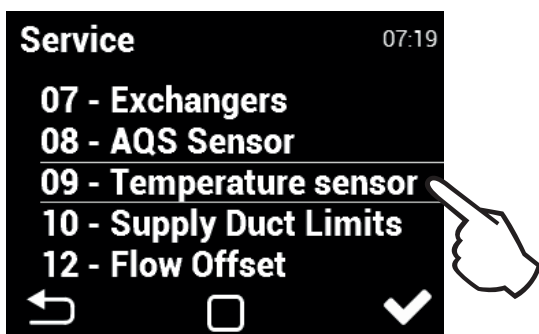 Service 07:19
07 - Exchangers
08 - AQS Sensor
09 - Temperature sensor
10 - Supply Duct Limits
12 - Flow Offset